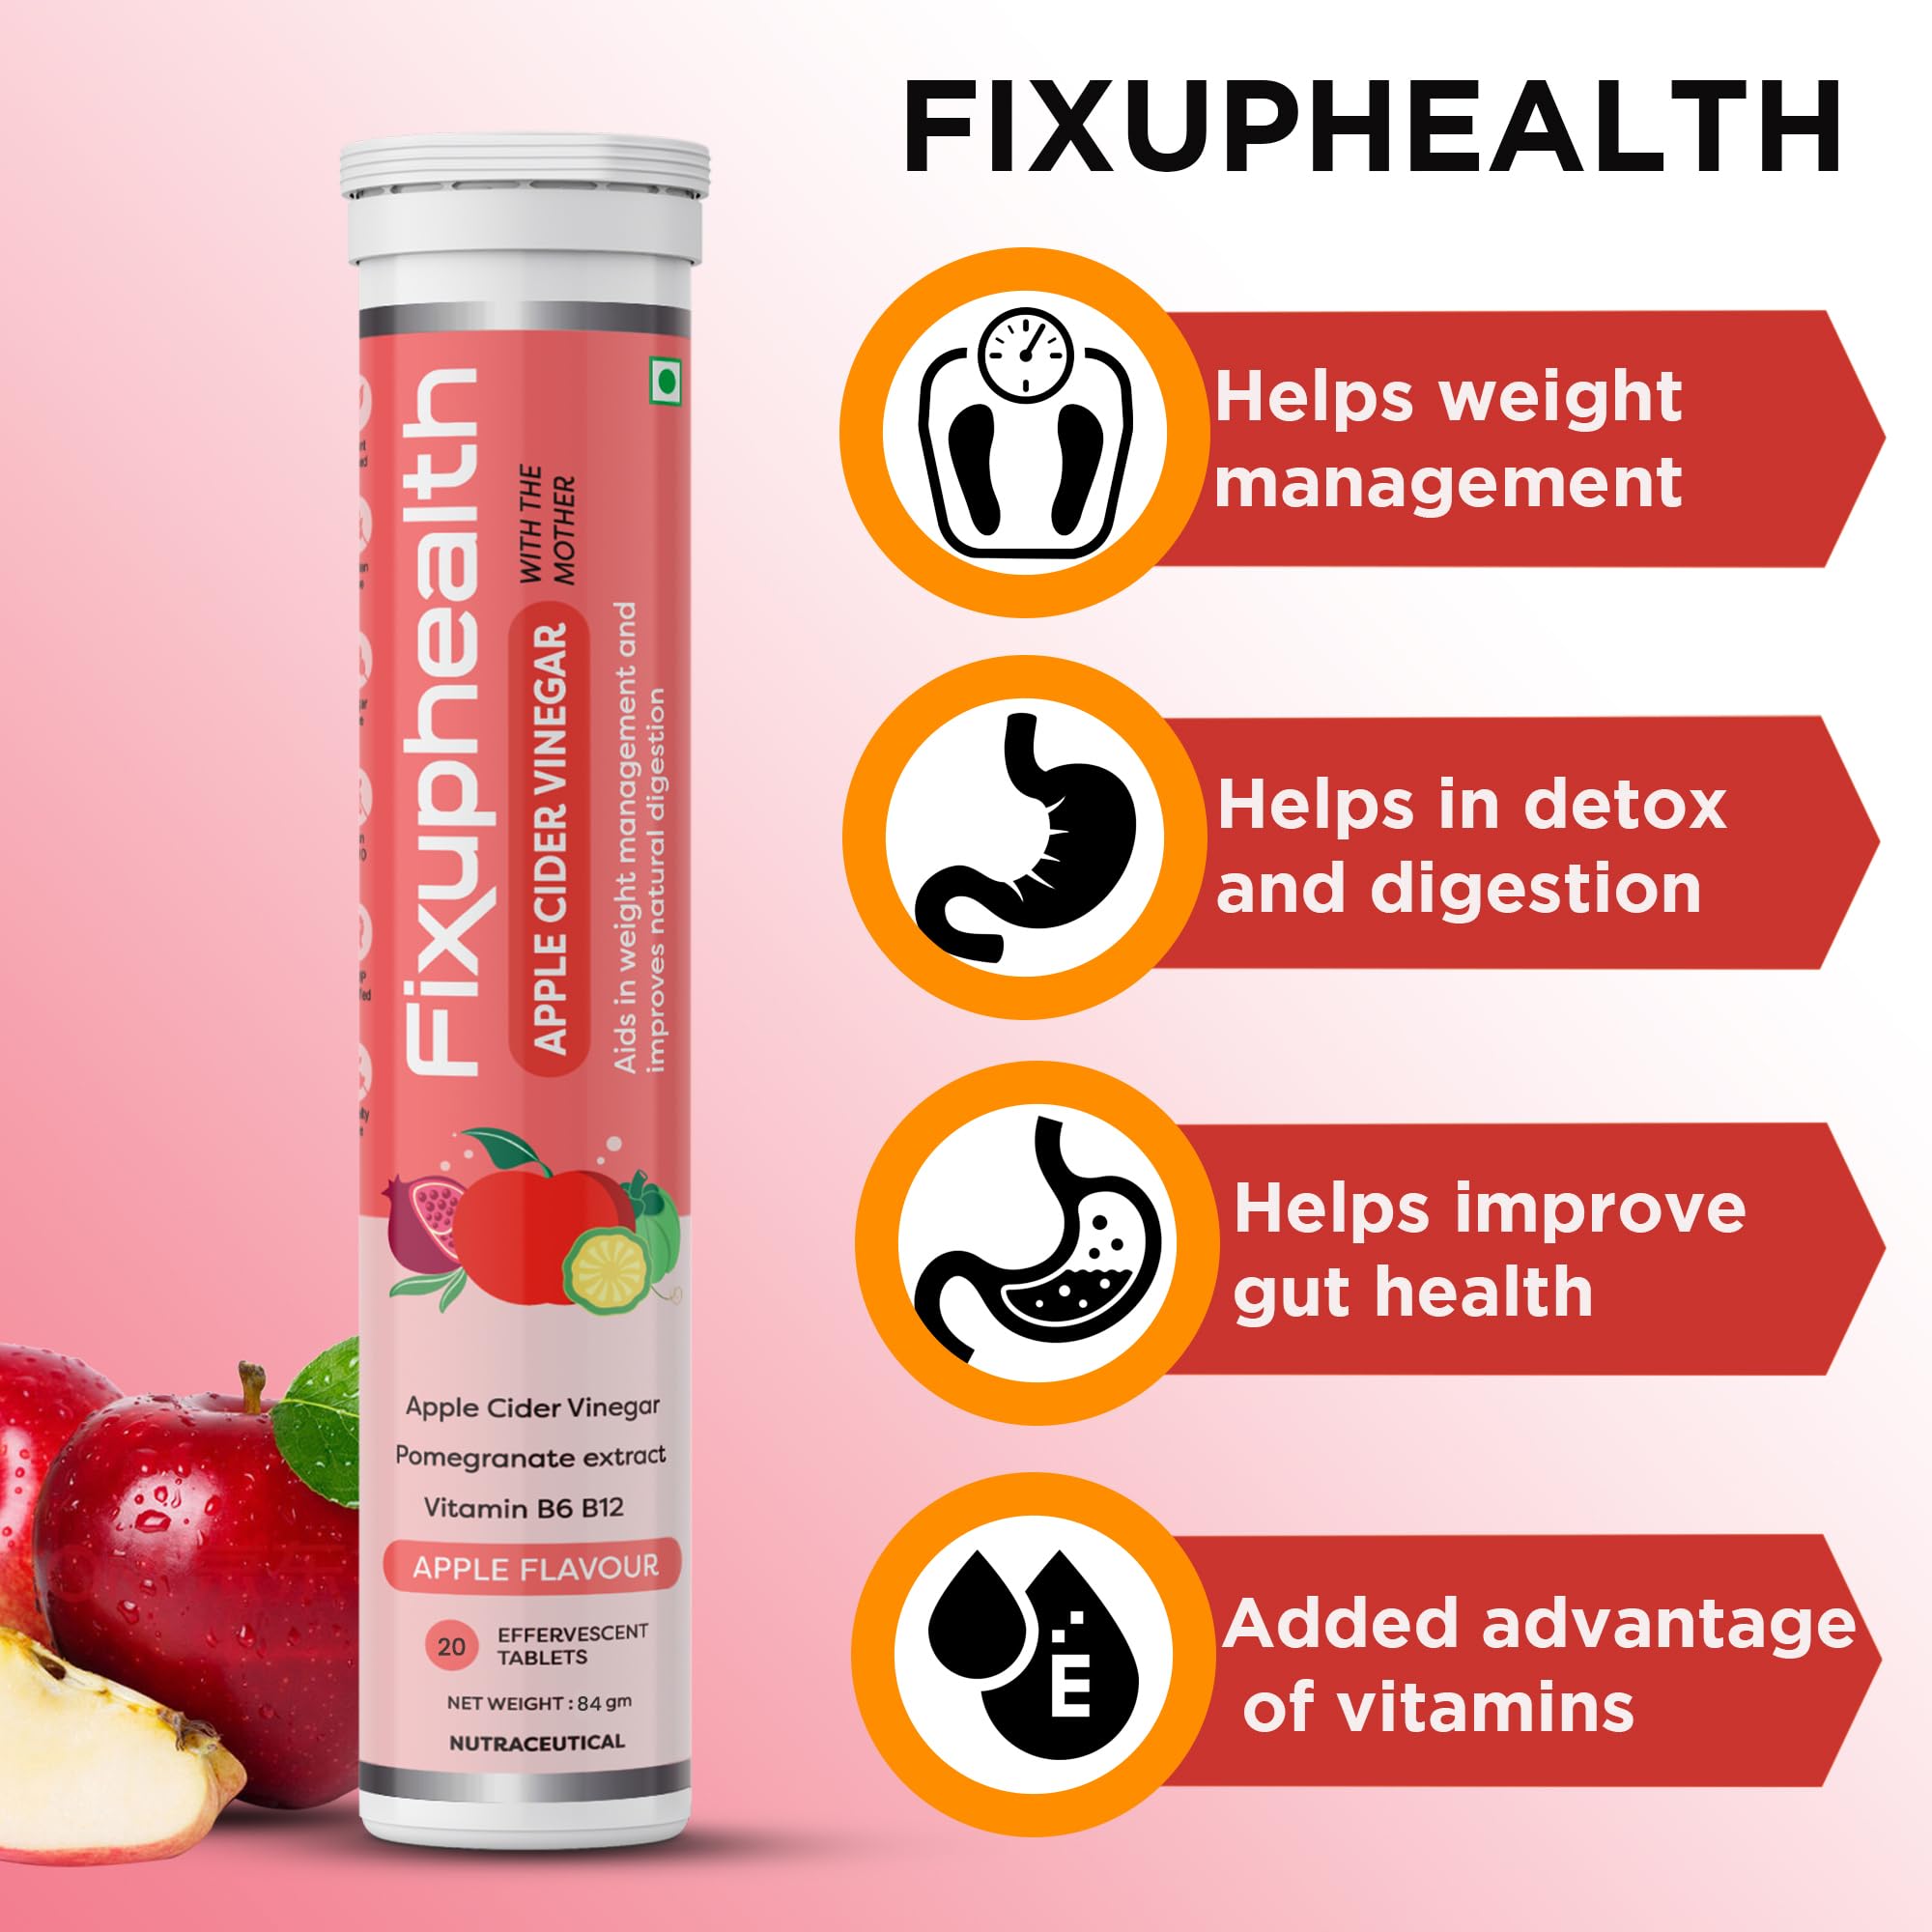 FIXUPHEALTH
Helps weight
management
Helps in detox
and digestion
Helps improve
gut health
E
Added advantage
of vitamins
Fixuphealth
APPLE CIDER VINEGAR
WITH THE
MOTHER
Aids in weight management and
improves natural digestion
Apple Cider Vinegar
Pomegranate extract
Vitamin B6 B12
APPLE FLAVOUR
20
EFFERVESCENT
TABLETS
NET WEIGHT : 84 gm
NUTRACEUTICAL